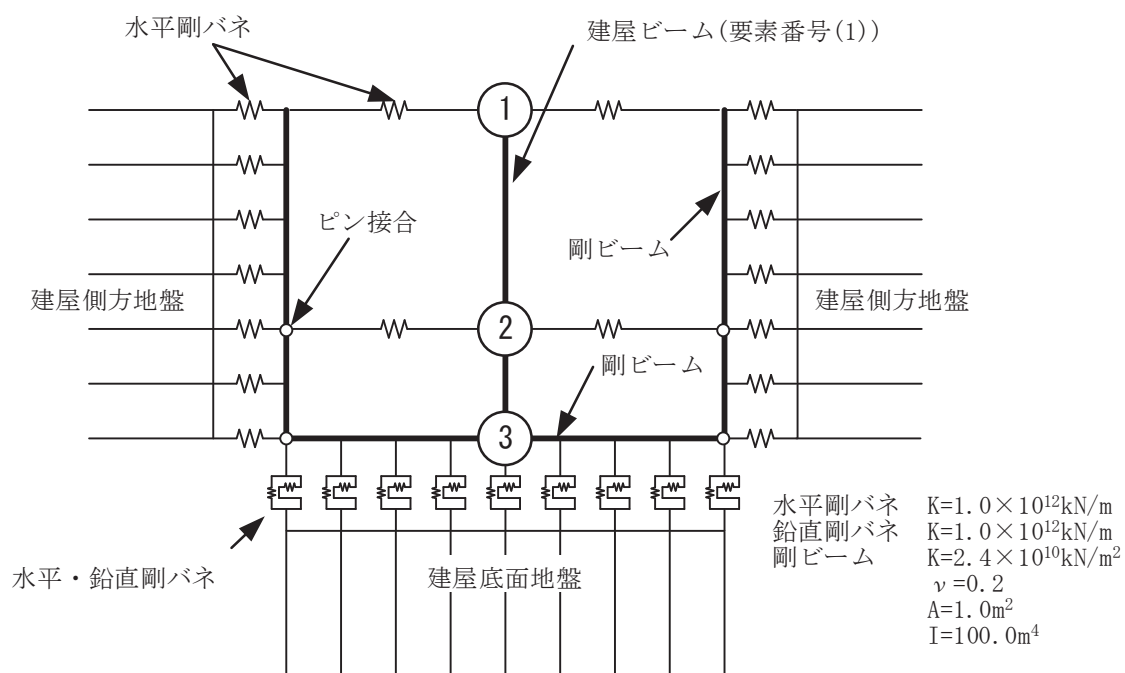 水平剛バネ
建屋ビーム(要素番号(1))
1
ピン接合
剛ビーム
建屋側方地盤
建屋側方地盤
2
剛ビーム
3
水平剛バネ K=1.0×10¹²kN/m
鉛直剛バネ K=1.0×10¹²kN/m
剛ビーム K=2.4×10¹⁰kN/m²
ν=0.2
A=1.0m²
I=100.0m⁴
水平・鉛直剛バネ
建屋底面地盤